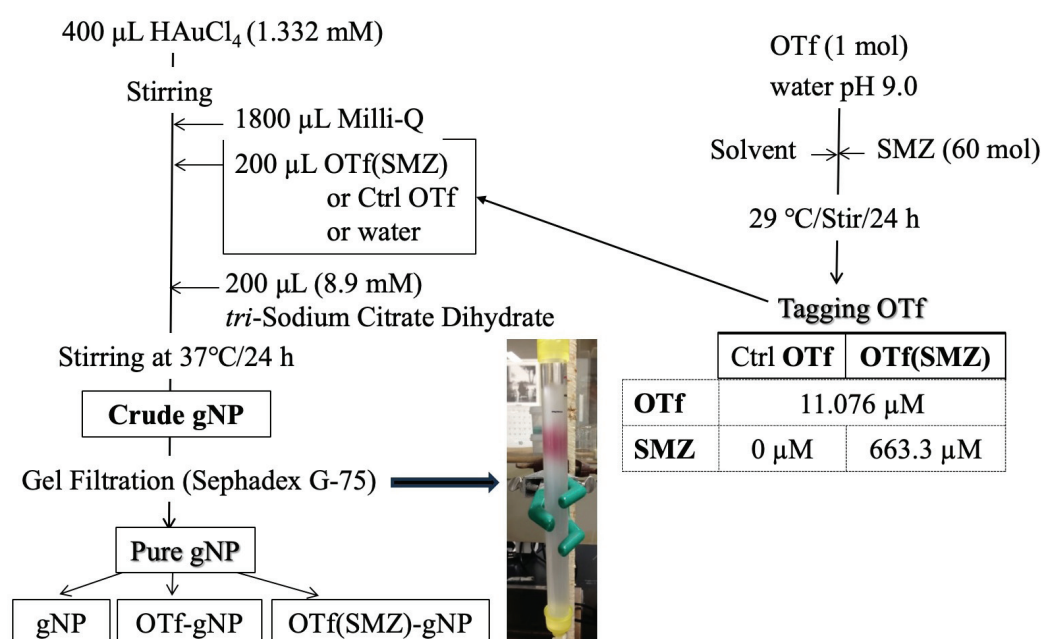 400 μL HAuCl₄ (1.332 mM)
Stirring
1800 μL Milli-Q
200 μL OTf(SMZ)
or Ctrl OTf
or water
200 μL (8.9 mM)
tri-Sodium Citrate Dihydrate
Stirring at 37℃/24 h
Crude gNP
Gel Filtration (Sephadex G-75)
Pure gNP
gNP OTf-gNP OTf(SMZ)-gNP
OTf (1 mol)
water pH 9.0
Solvent SMZ (60 mol)
29 ℃/Stir/24 h
Tagging OTf
Ctrl OTf OTf(SMZ)
OTf 11.076 μM
SMZ 0 μM 663.3 μM